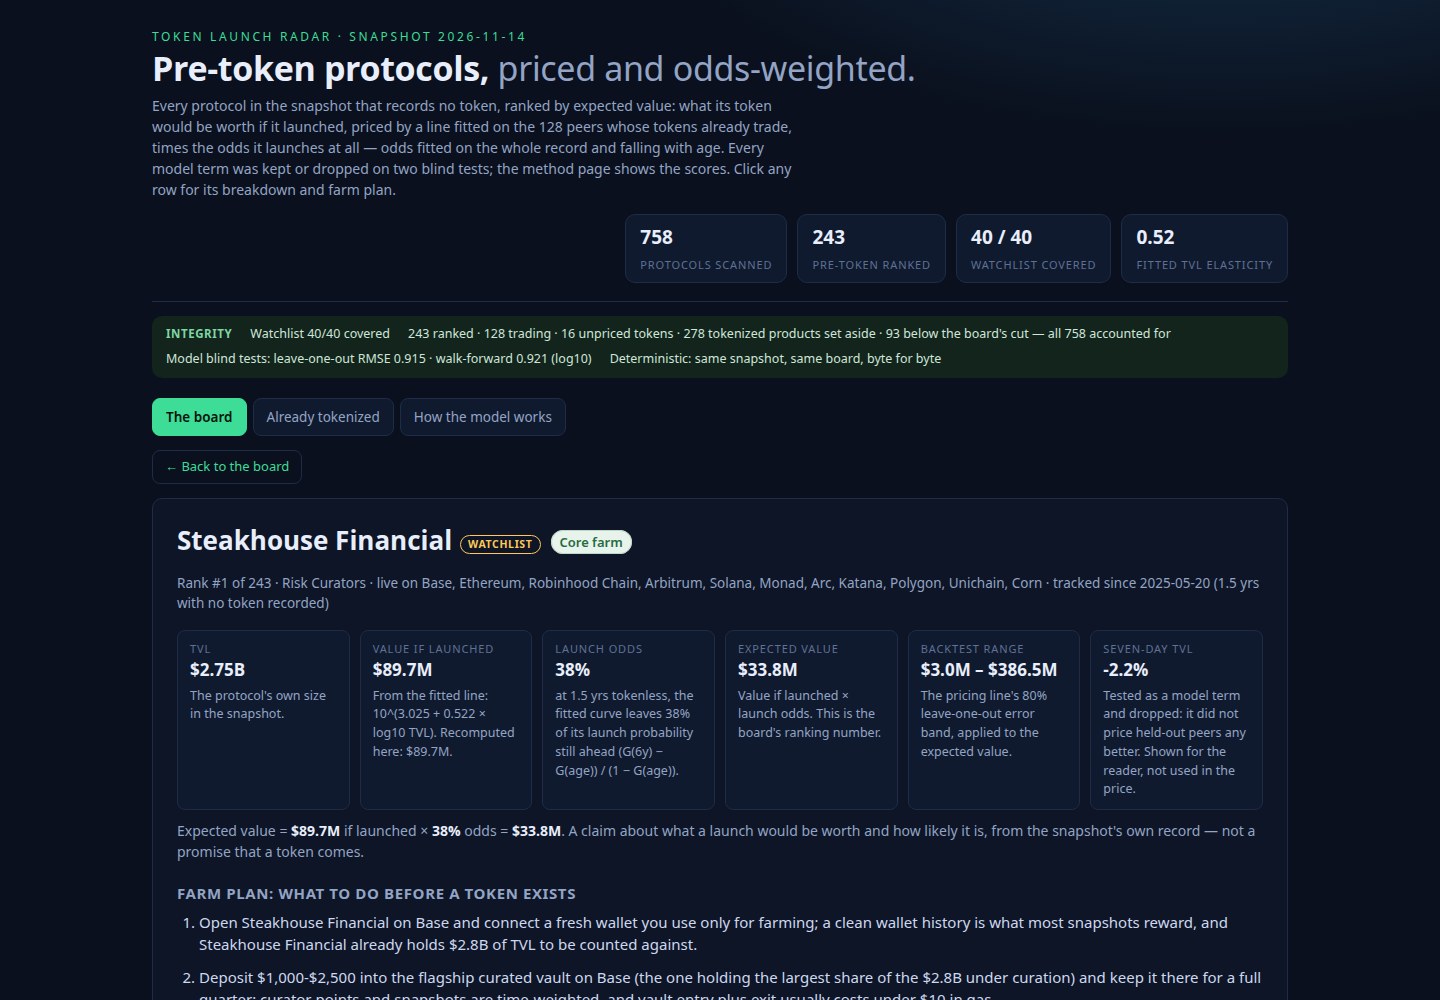 TOKEN LAUNCH RADAR · SNAPSHOT 2026-11-14
Pre-token protocols, priced and odds-weighted.
Every protocol in the snapshot that records no token, ranked by expected value: what its token
would be worth if it launched, priced by a line fitted on the 128 peers whose tokens already trade,
times the odds it launches at all — odds fitted on the whole record and falling with age. Every
model term was kept or dropped on two blind tests; the method page shows the scores. Click any
row for its breakdown and farm plan.
758
PROTOCOLS SCANNED
243
PRE-TOKEN RANKED
40 / 40
WATCHLIST COVERED
0.52
FITTED TVL ELASTICITY
INTEGRITY Watchlist 40/40 covered 243 ranked · 128 trading · 16 unpriced tokens · 278 tokenized products set aside · 93 below the board's cut — all 758 accounted for
Model blind tests: leave-one-out RMSE 0.915 · walk-forward 0.921 (log10) Deterministic: same snapshot, same board, byte for byte
The board Already tokenized How the model works
← Back to the board
Steakhouse Financial WATCHLIST Core farm
Rank #1 of 243 · Risk Curators · live on Base, Ethereum, Robinhood Chain, Arbitrum, Solana, Monad, Arc, Katana, Polygon, Unichain, Corn · tracked since 2025-05-20 (1.5 yrs
with no token recorded)
TVL
$2.75B
The protocol's own size
in the snapshot.
VALUE IF LAUNCHED
$89.7M
From the fitted line:
10^(3.025 + 0.522 ×
log10 TVL). Recomputed
here: $89.7M.
LAUNCH ODDS
38%
at 1.5 yrs tokenless, the
fitted curve leaves 38%
of its launch probability
still ahead (G(6y) −
G(age)) / (1 − G(age)).
EXPECTED VALUE
$33.8M
Value if launched ×
launch odds. This is the
board's ranking number.
BACKTEST RANGE
$3.0M – $386.5M
The pricing line's 80%
leave-one-out error
band, applied to the
expected value.
SEVEN-DAY TVL
-2.2%
Tested as a model term
and dropped: it did not
price held-out peers any
better. Shown for the
reader, not used in the
price.
Expected value = $89.7M if launched × 38% odds = $33.8M. A claim about what a launch would be worth and how likely it is, from the snapshot's own record — not a
promise that a token comes.
FARM PLAN: WHAT TO DO BEFORE A TOKEN EXISTS
1. Open Steakhouse Financial on Base and connect a fresh wallet you use only for farming; a clean wallet history is what most snapshots reward, and
Steakhouse Financial already holds $2.8B of TVL to be counted against.
2. Deposit $1,000-$2,500 into the flagship curated vault on Base (the one holding the largest share of the $2.8B under curation) and keep it there for a full
quarter; curator points and snapshots are time-weighted, and vault entry plus exit usually costs under $10 in gas.